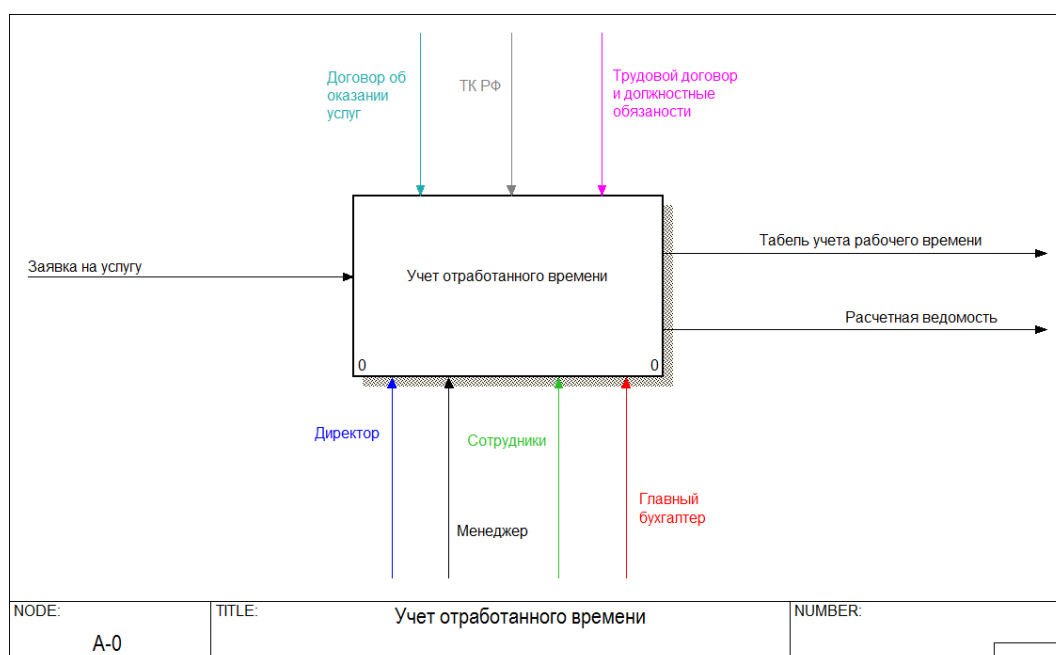 Договор об
оказании
услуг
ТК РФ
Трудовой договор
и должностные
обязаности
Заявка на услугу
Учет отработанного времени
0
0
Табель учета рабочего времени
Расчетная ведомость
Директор
Менеджер
Сотрудники
Главный
бухгалтер
NODE:
A-0
TITLE:
Учет отработанного времени
NUMBER: